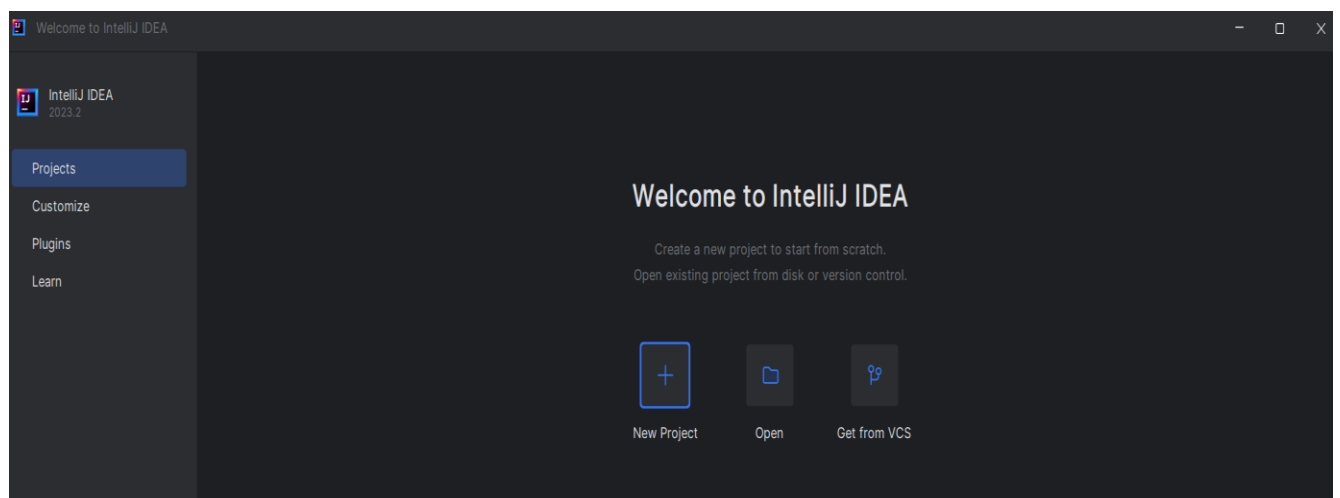 Welcome to IntelliJ IDEA
IntelliJ IDEA
2023.2
Projects
Customize
Plugins
Learn
Welcome to IntelliJ IDEA
Create a new project to start from scratch.
Open existing project from disk or version control.
New Project
Open
Get from VCS